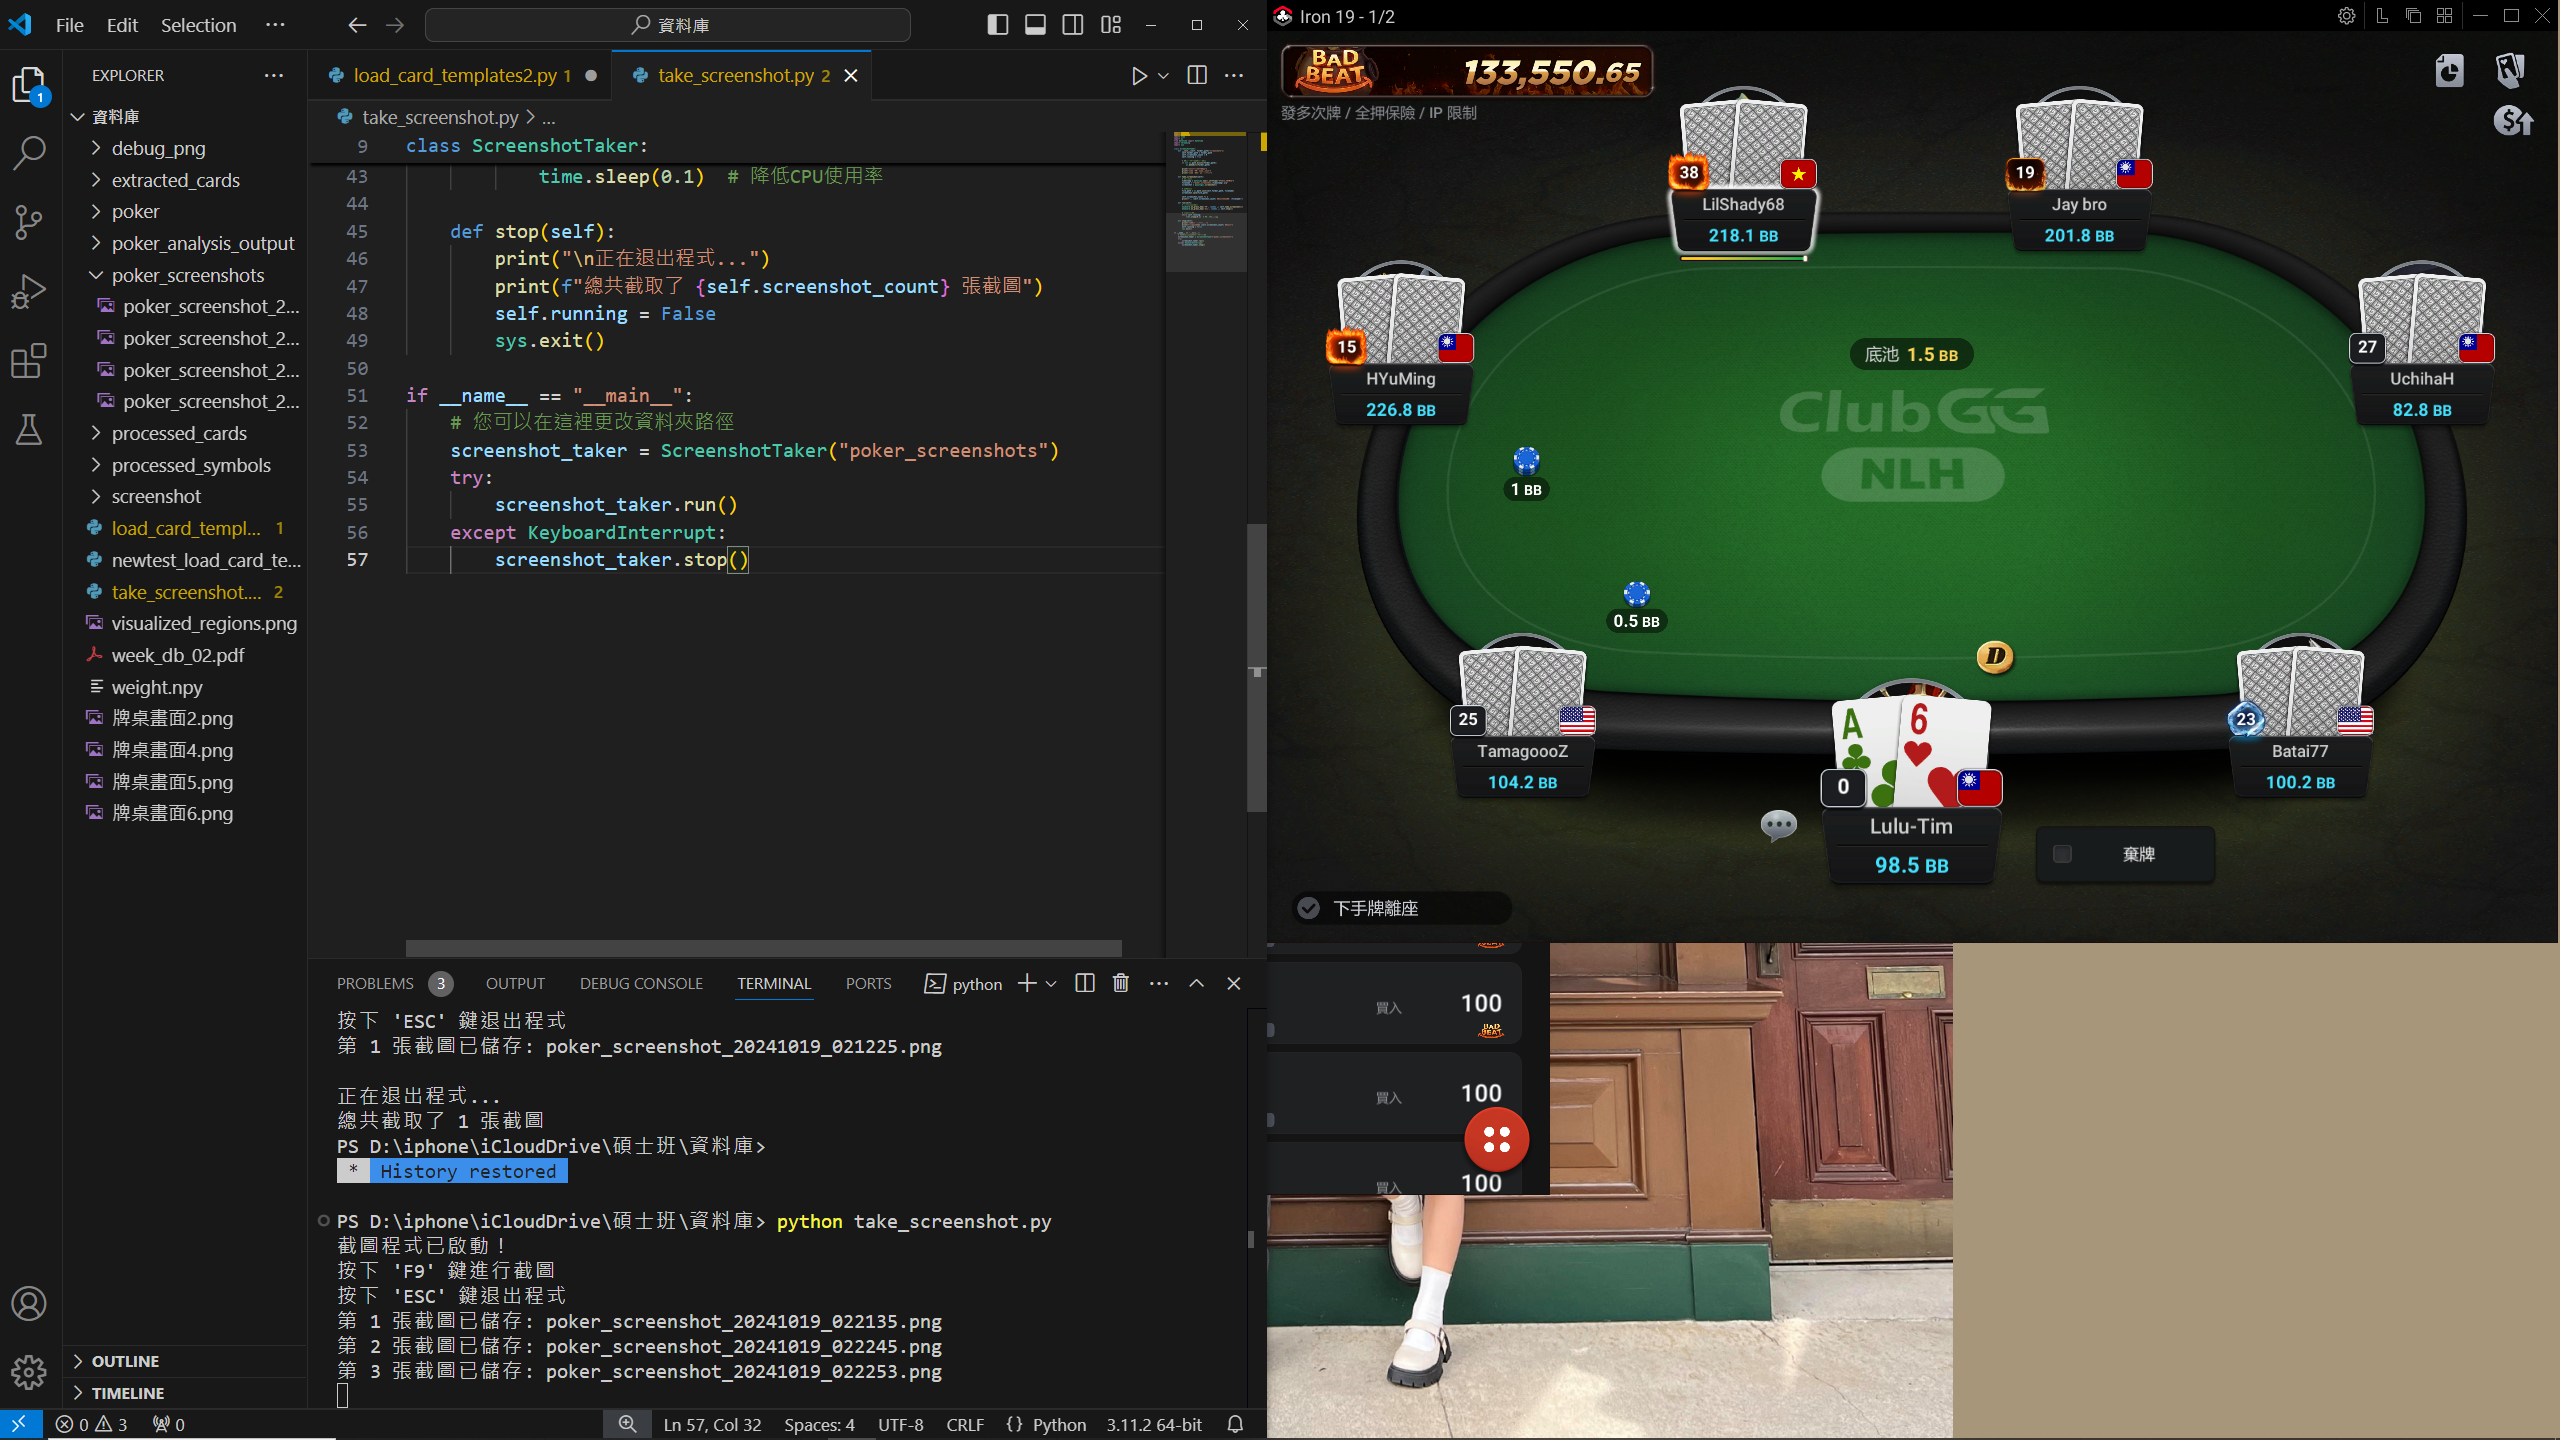 File Edit Selection ···
資料庫
EXPLORER ···
資料庫
debug_png
extracted_cards
poker
poker_analysis_output
poker_screenshots
poker_screenshot_2...
poker_screenshot_2...
poker_screenshot_2...
poker_screenshot_2...
processed_cards
processed_symbols
screenshot
load_card_templ... 1
newtest_load_card_te...
take_screenshot.... 2
visualized_regions.png
week_db_02.pdf
weight.npy
牌桌畫面2.png
牌桌畫面4.png
牌桌畫面5.png
牌桌畫面6.png
OUTLINE
TIMELINE
1
load_card_templates2.py 1
take_screenshot.py 2
take_screenshot.py > ...
9 class ScreenshotTaker:
43 time.sleep(0.1) # 降低CPU使用率
44
45 def stop(self):
46 print("\n正在退出程式...")
47 print(f"總共截取了 {self.screenshot_count} 張截圖")
48 self.running = False
49 sys.exit()
50
51 if __name__ == "__main__":
52 # 您可以在這裡更改資料夾路徑
53 screenshot_taker = ScreenshotTaker("poker_screenshots")
54 try:
55 screenshot_taker.run()
56 except KeyboardInterrupt:
57 screenshot_taker.stop()
PROBLEMS 3 OUTPUT DEBUG CONSOLE TERMINAL PORTS python
按下 'ESC' 鍵退出程式
第 1 張截圖已儲存: poker_screenshot_20241019_021225.png
正在退出程式...
總共截取了 1 張截圖
PS D:\iphone\iCloudDrive\碩士班\資料庫>
* History restored
PS D:\iphone\iCloudDrive\碩士班\資料庫> python take_screenshot.py
截圖程式已啟動！
按下 'F9' 鍵進行截圖
按下 'ESC' 鍵退出程式
第 1 張截圖已儲存: poker_screenshot_20241019_022135.png
第 2 張截圖已儲存: poker_screenshot_20241019_022245.png
第 3 張截圖已儲存: poker_screenshot_20241019_022253.png
0 3 0 Ln 57, Col 32 Spaces: 4 UTF-8 CRLF {} Python 3.11.2 64-bit
Iron 19 - 1/2
BAD BEAT 133,550.65
發多次牌 / 全押保險 / IP 限制
38
LilShady68
218.1 BB
19
Jay bro
201.8 BB
15
HYuMing
226.8 BB
27
UchihaH
82.8 BB
底池 1.5 BB
ClubGG
NLH
1 BB
0.5 BB
D
25
TamagoooZ
104.2 BB
A 6
0
Lulu-Tim
98.5 BB
23
Batai77
100.2 BB
棄牌
下手牌離座
買入 100
BAD BEAT
買入 100
買入 100